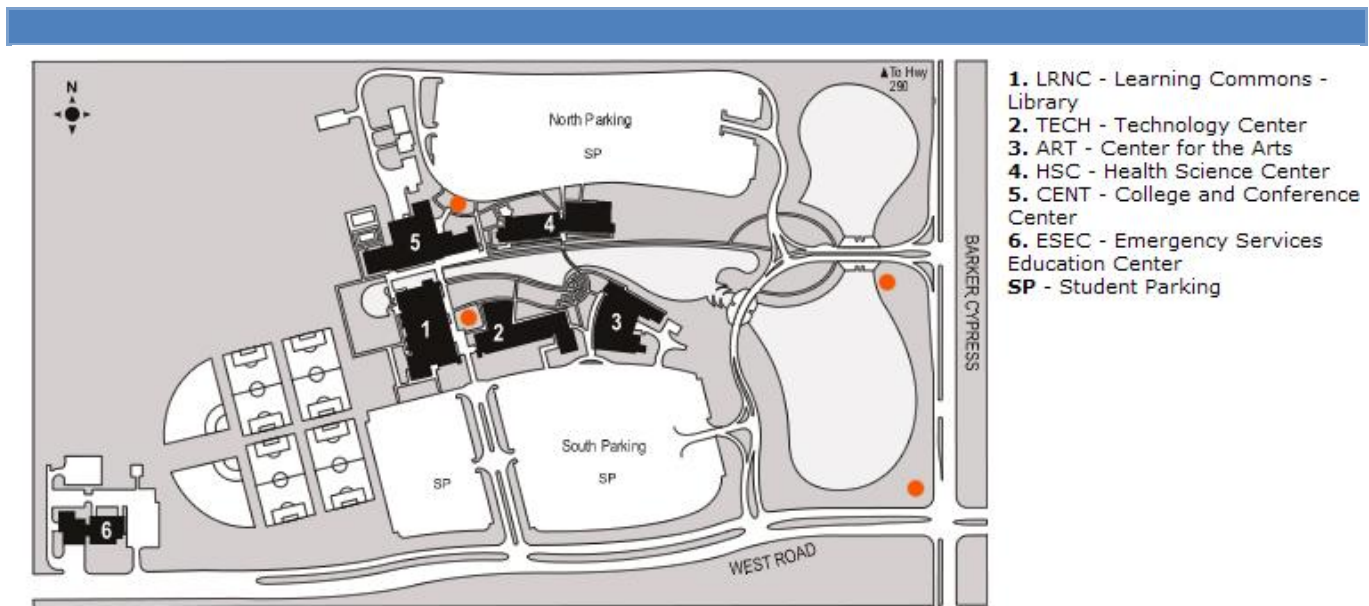 N
▲To Hwy
290
North Parking
SP
5
4
1
2
3
BARKER CYPRESS
South Parking
SP
SP
6
WEST ROAD
1. LRNC - Learning Commons -
Library
2. TECH - Technology Center
3. ART - Center for the Arts
4. HSC - Health Science Center
5. CENT - College and Conference
Center
6. ESEC - Emergency Services
Education Center
SP - Student Parking